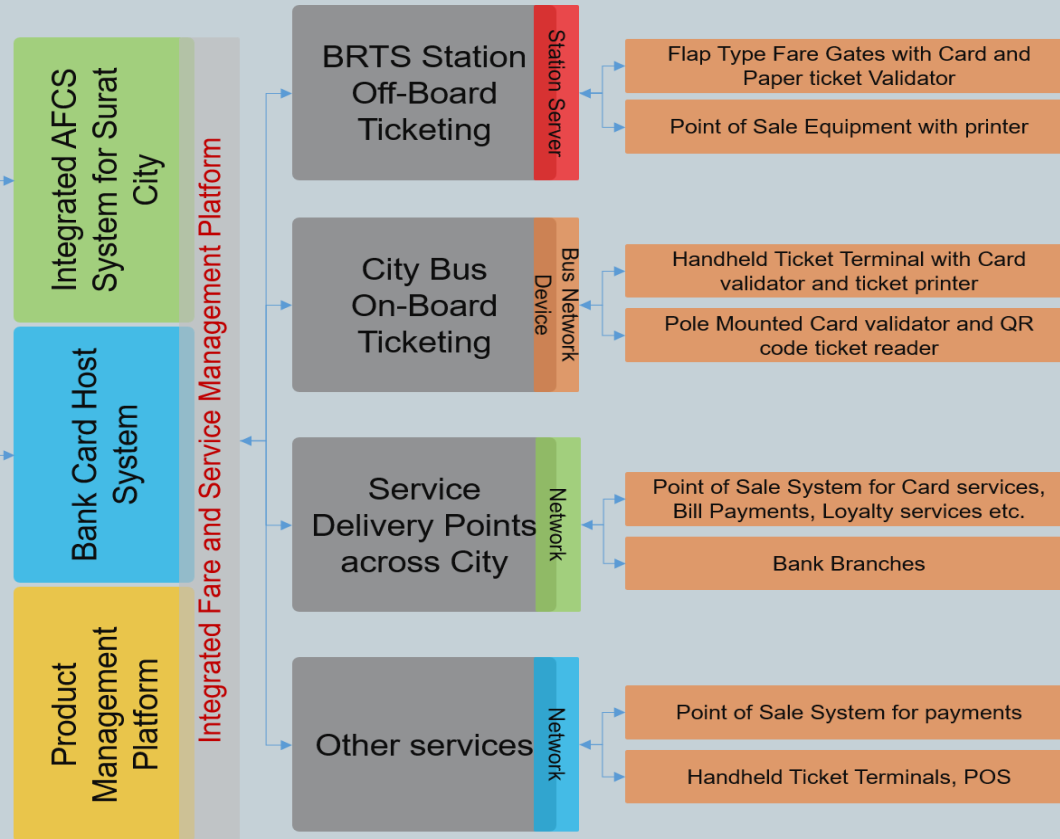 Integrated AFCS
System for Surat
City
Bank Card Host
System
Product
Management
Platform
Integrated Fare and Service Management Platform
BRTS Station
Off-Board
Ticketing
Station Server
Flap Type Fare Gates with Card and
Paper ticket Validator
Point of Sale Equipment with printer
City Bus
On-Board
Ticketing
Bus Network
Device
Handheld Ticket Terminal with Card
validator and ticket printer
Pole Mounted Card validator and QR
code ticket reader
Service
Delivery Points
across City
Network
Point of Sale System for Card services,
Bill Payments, Loyalty services etc.
Bank Branches
Other services
Network
Point of Sale System for payments
Handheld Ticket Terminals, POS